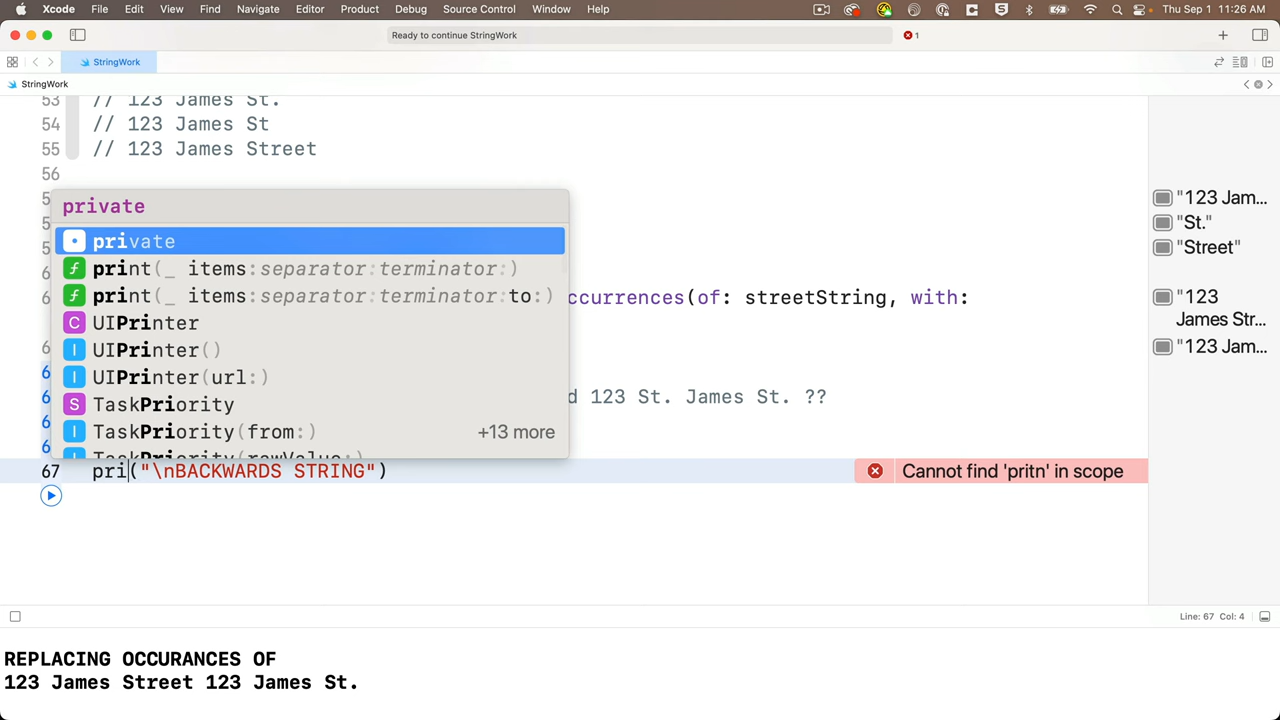 Xcode File Edit View Find Navigate Editor Product Debug Source Control Window Help Thu Sep 1 11:26 AM
Ready to continue StringWork 1
StringWork
StringWork
53 // 123 James St.
54 // 123 James St
55 // 123 James Street
56
private
private
print(_ items:separator:terminator:)
print(_ items:separator:terminator:to:)
UIPrinter
UIPrinter()
UIPrinter(url:)
TaskPriority
TaskPriority(from:) +13 more
TaskPriority(rawValue:)
"123 Jam...
"St."
"Street"
ccurrences(of: streetString, with:
"123
James Str...
"123 Jam...
d 123 St. James St. ??
67 pri("\nBACKWARDS STRING") Cannot find 'pritn' in scope
Line: 67 Col: 4
REPLACING OCCURANCES OF
123 James Street 123 James St.